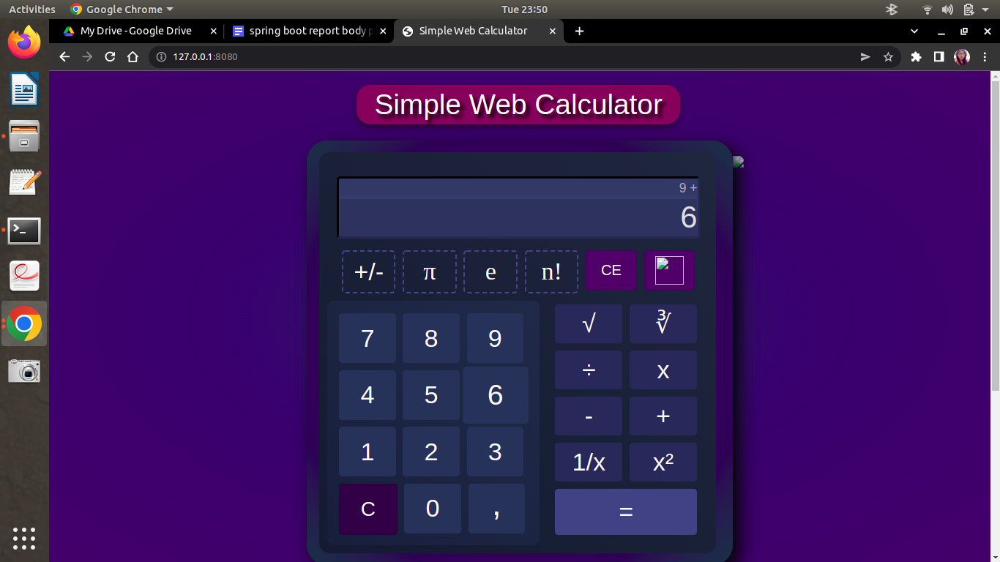 Activities Google Chrome Tue 23:50
My Drive - Google Drive spring boot report body p Simple Web Calculator
127.0.0.1:8080
Simple Web Calculator
9 +
6
+/- π e n! CE
7 8 9 √ ∛
4 5 6 ÷ x
1 2 3 - +
C 0 , 1/x x²
=